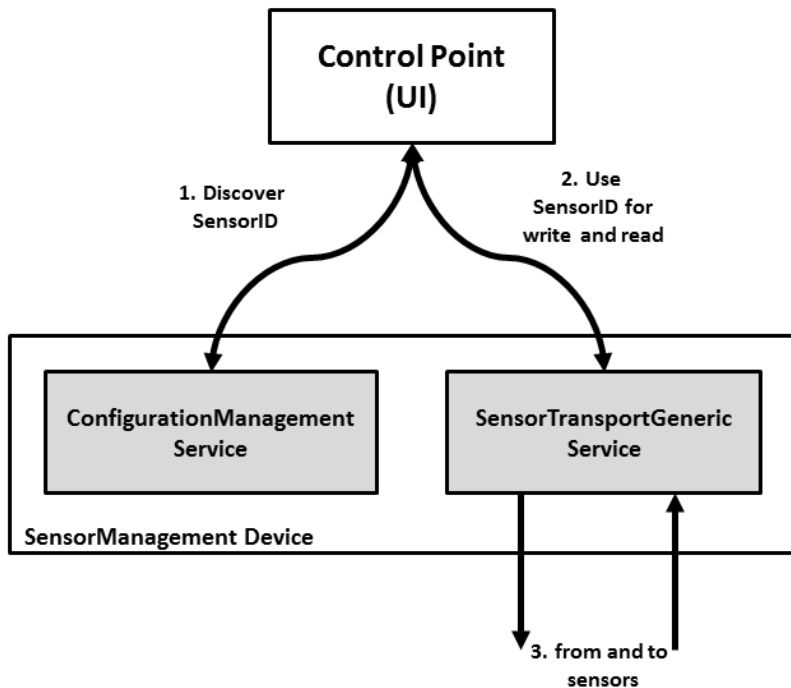 Control Point
(UI)
1. Discover
SensorID
2. Use
SensorID for
write and read
ConfigurationManagement
Service
SensorTransportGeneric
Service
SensorManagement Device
3. from and to
sensors